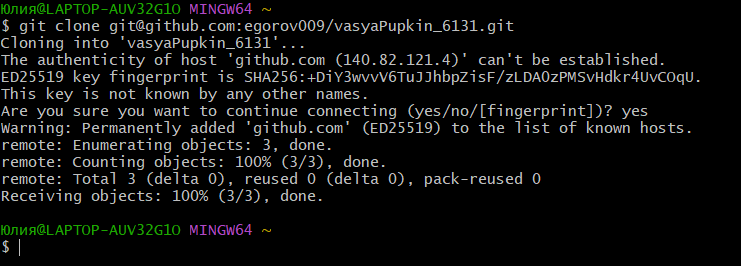 Юлия@LAPTOP-AUV32G1O MINGW64 ~
$ git clone git@github.com:egorov009/vasyaPupkin_6131.git
Cloning into 'vasyaPupkin_6131'...
The authenticity of host 'github.com (140.82.121.4)' can't be established.
ED25519 key fingerprint is SHA256:+DiY3wvvV6TuJJhbpZisF/zLDA0zPMSvHdkr4UvCOqU.
This key is not known by any other names.
Are you sure you want to continue connecting (yes/no/[fingerprint])? yes
Warning: Permanently added 'github.com' (ED25519) to the list of known hosts.
remote: Enumerating objects: 3, done.
remote: Counting objects: 100% (3/3), done.
remote: Total 3 (delta 0), reused 0 (delta 0), pack-reused 0
Receiving objects: 100% (3/3), done.
Юлия@LAPTOP-AUV32G1O MINGW64 ~
$